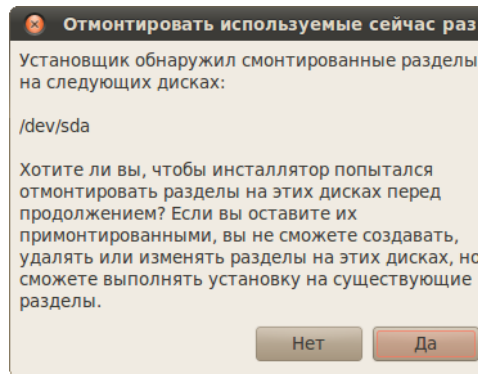 Отмонтировать используемые сейчас раз
Установщик обнаружил смонтированные разделы
на следующих дисках:
/dev/sda
Хотите ли вы, чтобы инсталлятор попытался
отмонтировать разделы на этих дисках перед
продолжением? Если вы оставите их
примонтированными, вы не сможете создавать,
удалять или изменять разделы на этих дисках, но
сможете выполнять установку на существующие
разделы.
Нет Да